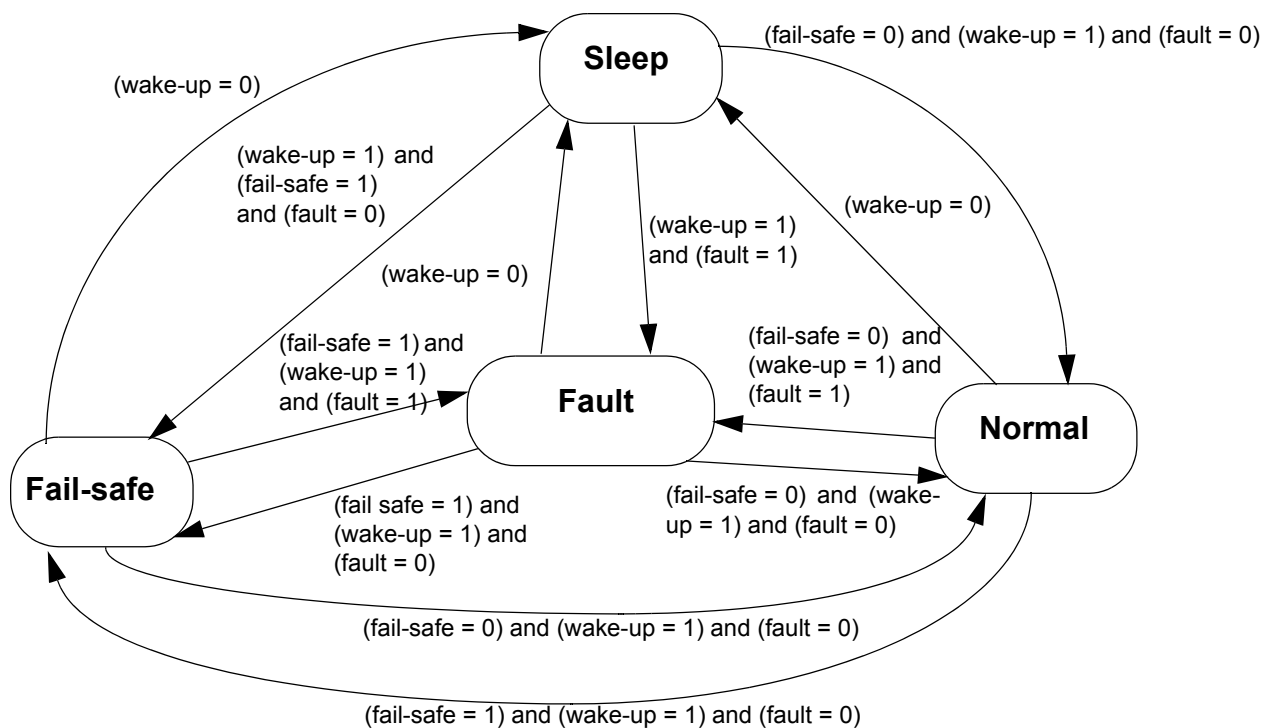 Sleep
(fail-safe = 0) and (wake-up = 1) and (fault = 0)
(wake-up = 0)
(wake-up = 1) and
(fail-safe = 1)
and (fault = 0)
(wake-up = 0)
(wake-up = 1)
and (fault = 1)
(wake-up = 0)
(fail-safe = 1) and
(wake-up = 1)
and (fault = 1)
(fail-safe = 0) and
(wake-up = 1) and
(fault = 1)
Fault
Normal
Fail-safe
(fail safe = 1) and
(wake-up = 1) and
(fault = 0)
(fail-safe = 0) and (wake-
up = 1) and (fault = 0)
(fail-safe = 0) and (wake-up = 1) and (fault = 0)
(fail-safe = 1) and (wake-up = 1) and (fault = 0)